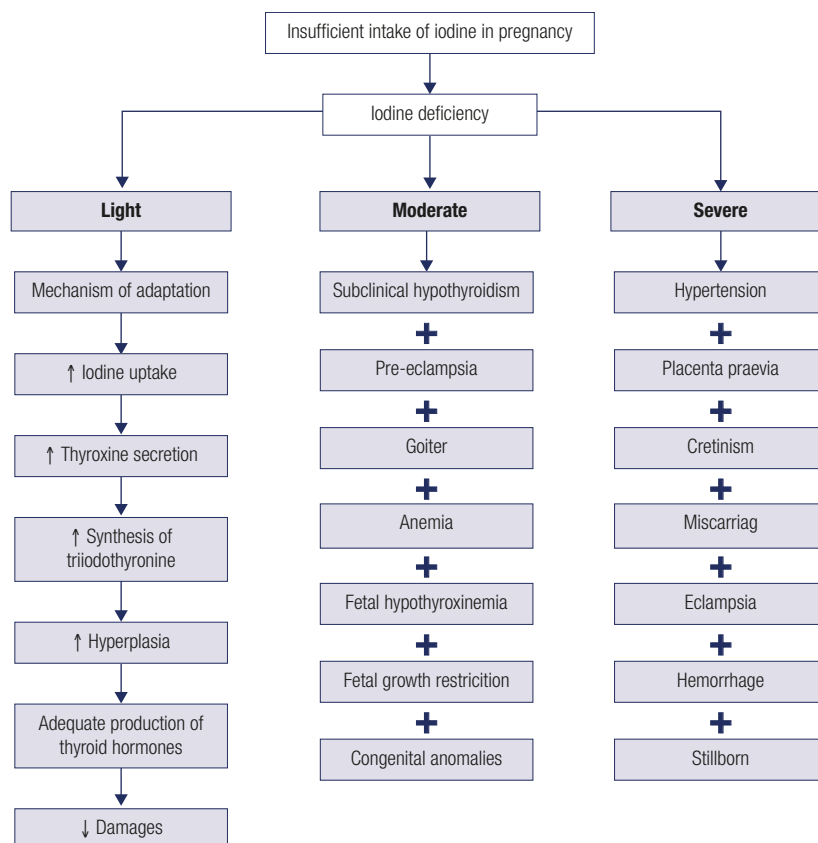 Insufficient intake of iodine in pregnancy
Iodine deficiency
Light
Mechanism of adaptation
↑ Iodine uptake
↑ Thyroxine secretion
↑ Synthesis of
triiodothyronine
↑ Hyperplasia
Adequate production of
thyroid hormones
↓ Damages
Moderate
Subclinical hypothyroidism
+
Pre-eclampsia
+
Goiter
+
Anemia
+
Fetal hypothyroxinemia
+
Fetal growth restricition
+
Congenital anomalies
Severe
Hypertension
+
Placenta praevia
+
Cretinism
+
Miscarriag
+
Eclampsia
+
Hemorrhage
+
Stillborn